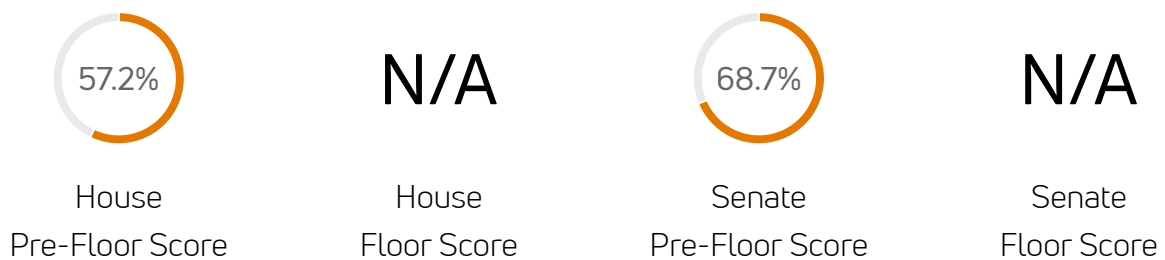 57.2%
House
Pre-Floor Score
N/A
House
Floor Score
68.7%
Senate
Pre-Floor Score
N/A
Senate
Floor Score